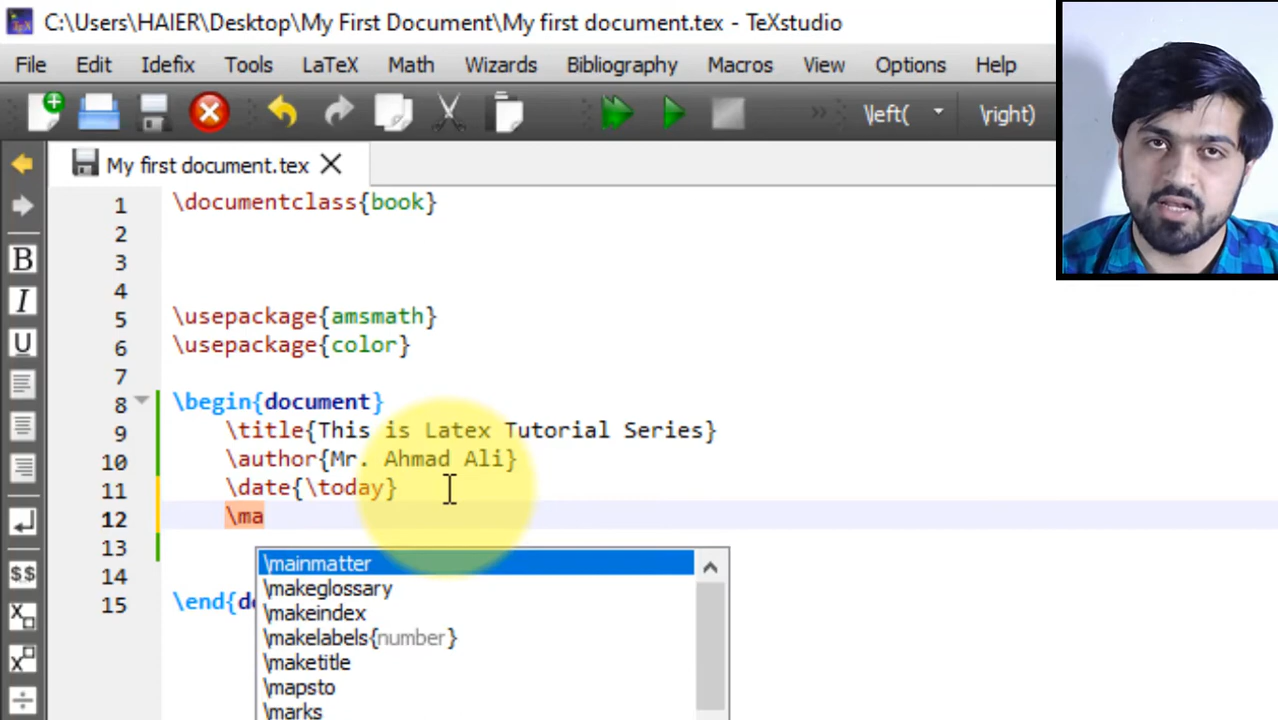 C:\Users\HAIER\Desktop\My First Document\My first document.tex - TeXstudio
File Edit Idefix Tools LaTeX Math Wizards Bibliography Macros View Options Help
\left( \right)
My first document.tex
1 \documentclass{book}
2
3
4
5 \usepackage{amsmath}
6 \usepackage{color}
7
8 \begin{document}
9 \title{This is Latex Tutorial Series}
10 \author{Mr. Ahmad Ali}
11 \date{\today}
12 \ma
13
14
15 \end{d
\mainmatter
\makeglossary
\makeindex
\makelabels{number}
\maketitle
\mapsto
\marks
B
I
U
$$